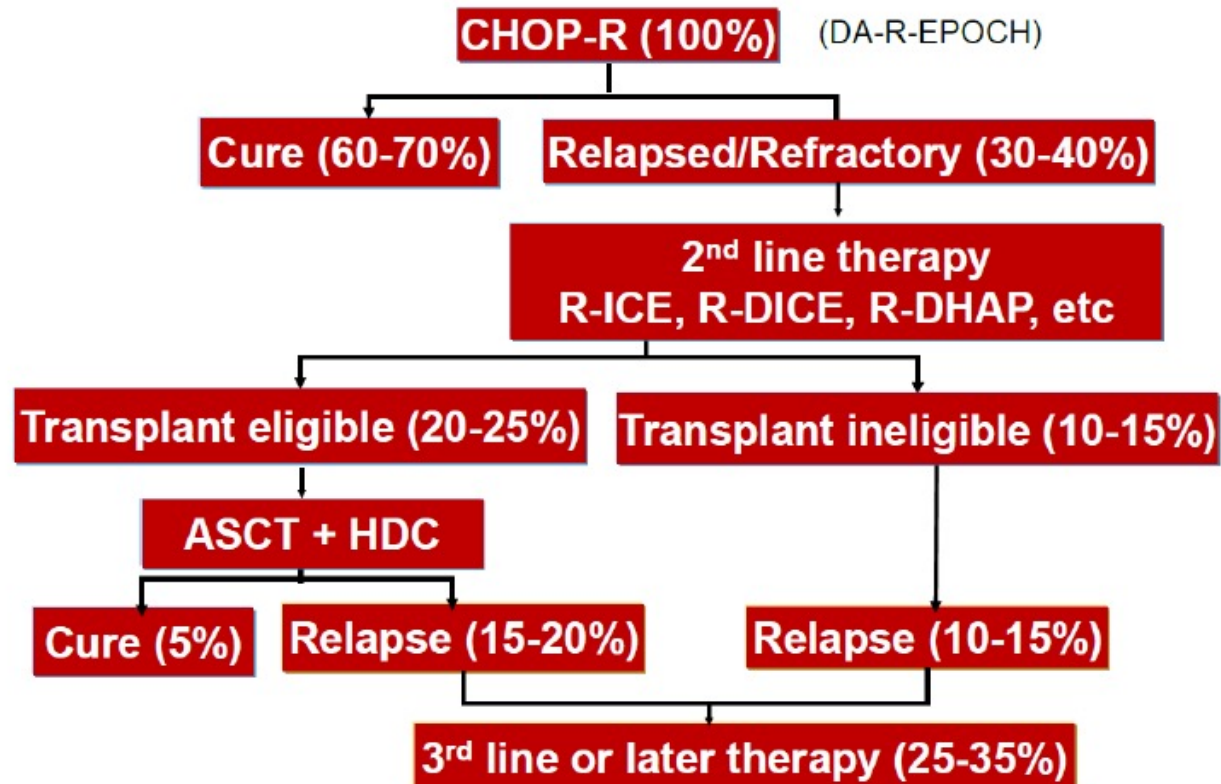 CHOP-R (100%) (DA-R-EPOCH)
Cure (60-70%)
Relapsed/Refractory (30-40%)
2nd line therapy
R-ICE, R-DICE, R-DHAP, etc
Transplant eligible (20-25%)
Transplant ineligible (10-15%)
ASCT + HDC
Cure (5%)
Relapse (15-20%)
Relapse (10-15%)
3rd line or later therapy (25-35%)